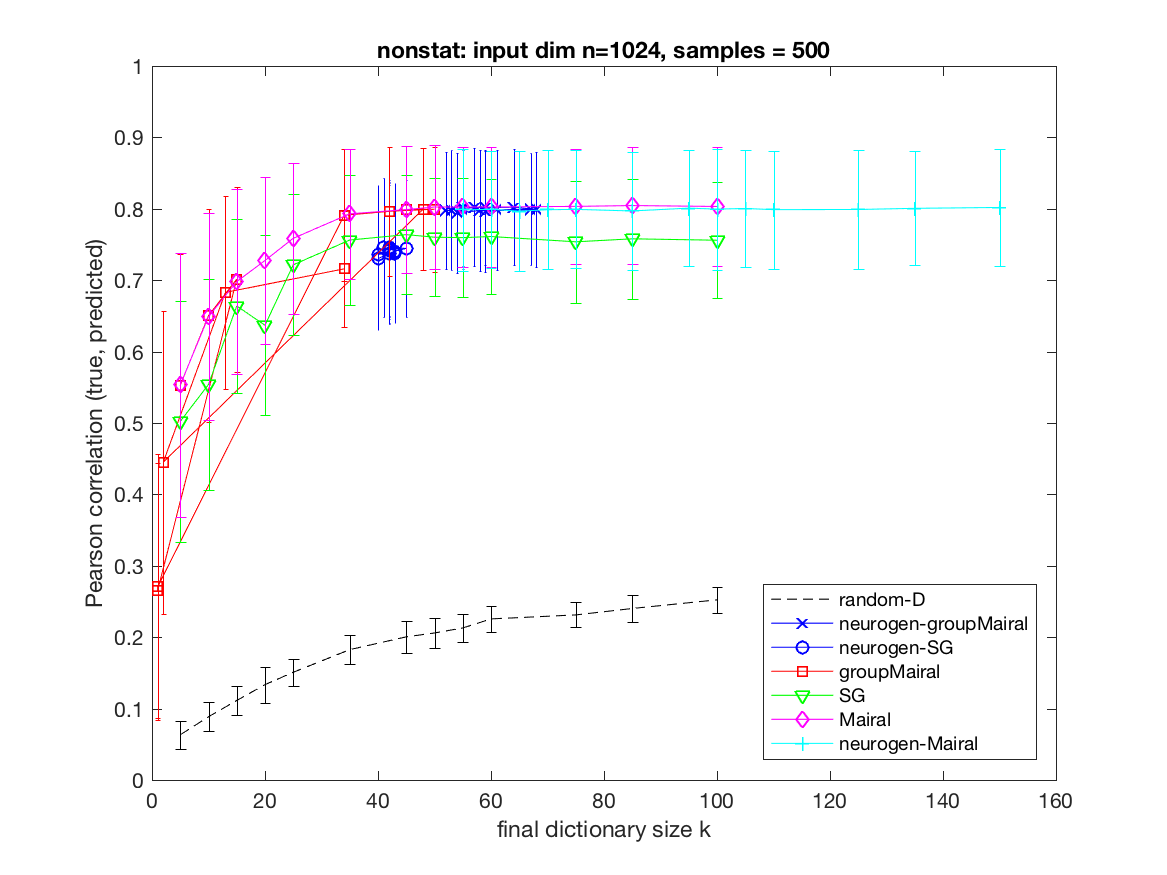 nonstat: input dim n=1024, samples = 500
Pearson correlation (true, predicted)
1
0.9
0.8
0.7
0.6
0.5
0.4
0.3
0.2
0.1
0
0 20 40 60 80 100 120 140 160
final dictionary size k
random-D
neurogen-groupMairal
neurogen-SG
groupMairal
SG
Mairal
neurogen-Mairal